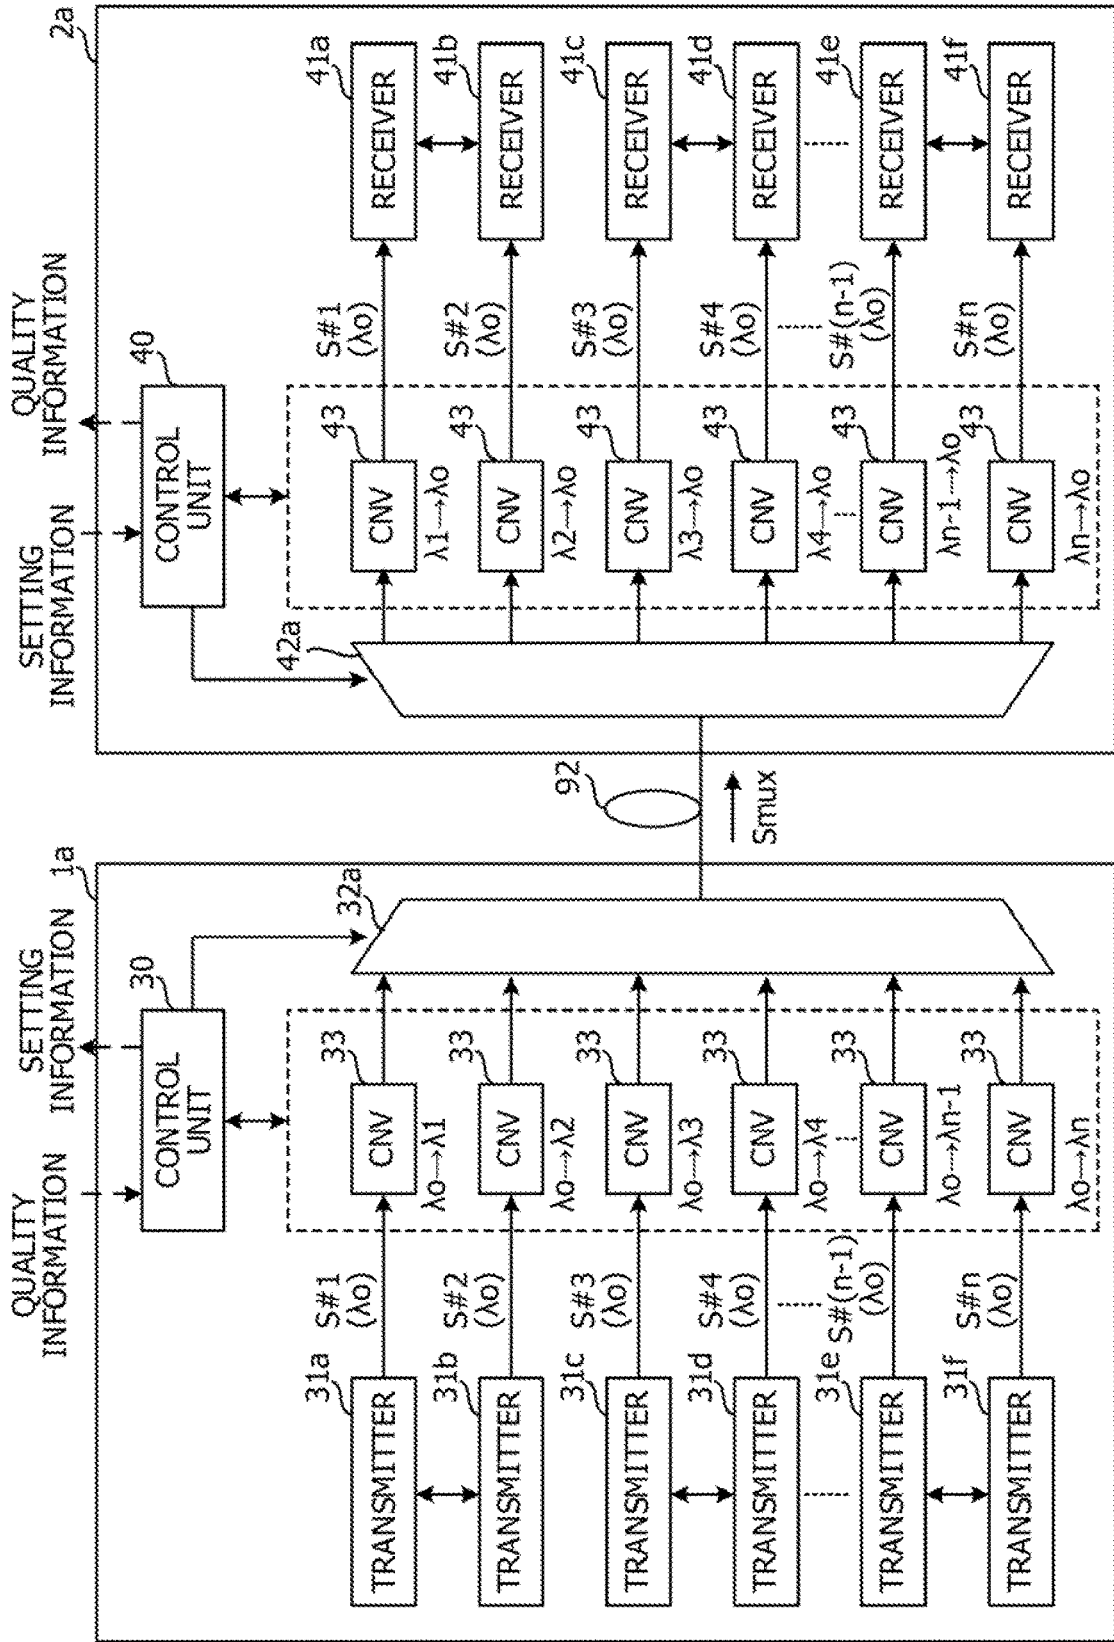 QUALITY
INFORMATION
SETTING
INFORMATION
1a
30
CONTROL
UNIT
32a
31a
TRANSMITTER
S#1
(λo)
33
CNV
λo→λ1
31b
TRANSMITTER
S#2
(λo)
33
CNV
λo→λ2
31c
TRANSMITTER
S#3
(λo)
33
CNV
λo→λ3
31d
TRANSMITTER
S#4
(λo)
33
CNV
λo→λ4
31e
TRANSMITTER
S#(n-1)
(λo)
33
CNV
λo→λn-1
31f
TRANSMITTER
S#n
(λo)
33
CNV
λo→λn
92
Smux
SETTING
INFORMATION
QUALITY
INFORMATION
2a
40
CONTROL
UNIT
42a
43
CNV
λ1→λo
S#1
(λo)
41a
RECEIVER
43
CNV
λ2→λo
S#2
(λo)
41b
RECEIVER
43
CNV
λ3→λo
S#3
(λo)
41c
RECEIVER
43
CNV
λ4→λo
S#4
(λo)
41d
RECEIVER
43
CNV
λn-1→λo
S#(n-1)
(λo)
41e
RECEIVER
43
CNV
λn→λo
S#n
(λo)
41f
RECEIVER